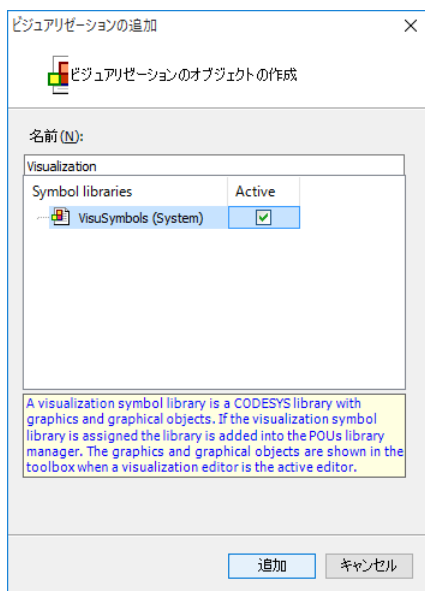 ビジュアリゼーションの追加
ビジュアリゼーションのオブジェクトの作成
名前(N):
Visualization
Symbol libraries Active
VisuSymbols (System)
A visualization symbol library is a CODESYS library with
graphics and graphical objects. If the visualization symbol
library is assigned the library is added into the POUs library
manager. The graphics and graphical objects are shown in the
toolbox when a visualization editor is the active editor.
追加 キャンセル